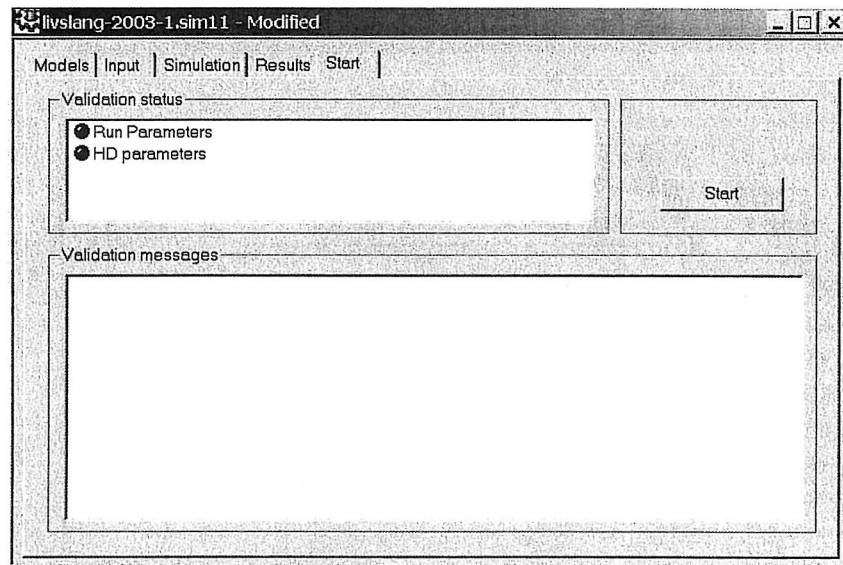 livslang-2003-1.sim11 - Modified
Models Input Simulation Results Start
Validation status
Run Parameters
HD parameters
Start
Validation messages